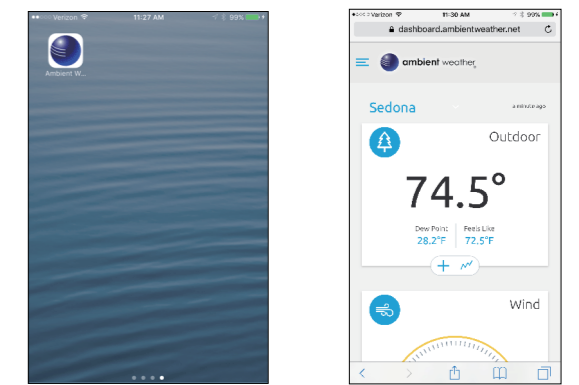 Verizon 11:27 AM 99%
Ambient W...
Verizon 11:30 AM 99%
dashboard.ambientweather.net
ambient weather
Sedona a minute ago
Outdoor
74.5°
Dew Point Feels Like
28.2°F 72.5°F
Wind